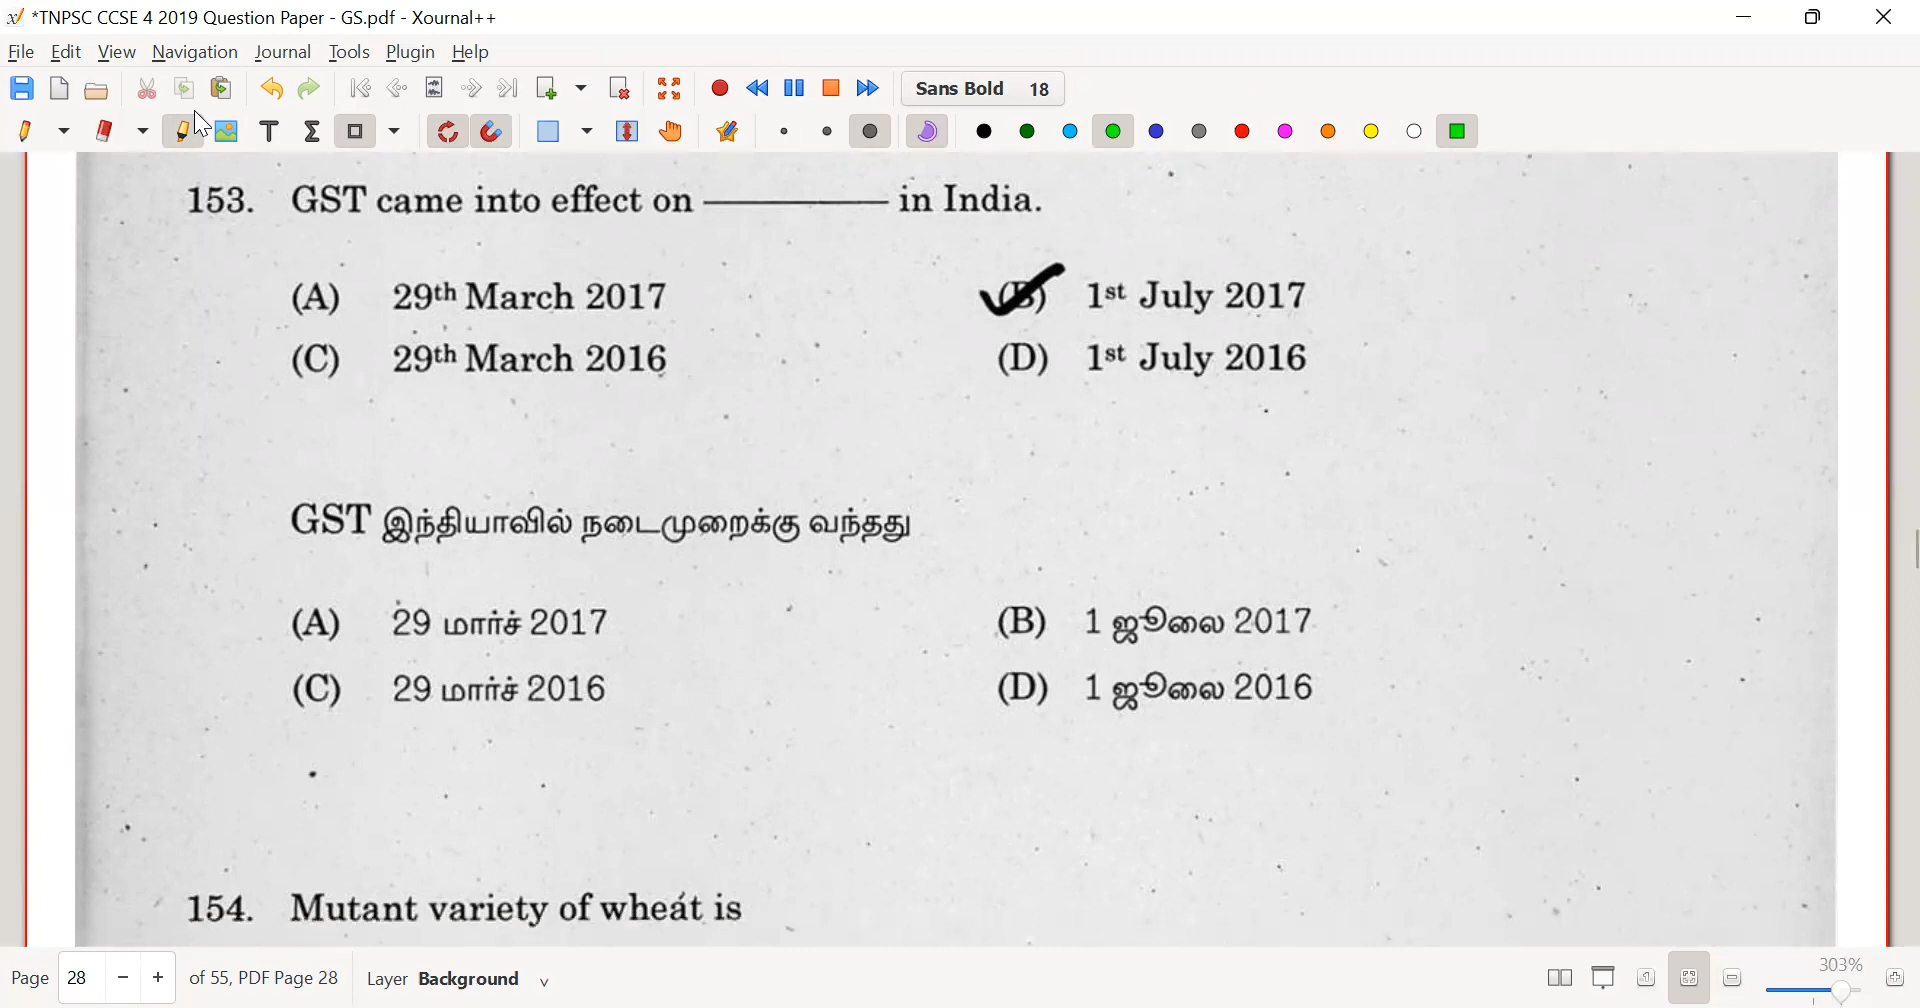 *TNPSC CCSE 4 2019 Question Paper - GS.pdf - Xournal++
File Edit View Navigation Journal Tools Plugin Help
Sans Bold 18
153. GST came into effect on ________ in India.
(A) 29th March 2017 (B) 1st July 2017
(C) 29th March 2016 (D) 1st July 2016
GST இந்தியாவில் நடைமுறைக்கு வந்தது
(A) 29 மார்ச் 2017 (B) 1 ஜூலை 2017
(C) 29 மார்ச் 2016 (D) 1 ஜூலை 2016
154. Mutant variety of wheat is
Page 28 of 55, PDF Page 28 Layer Background 303%